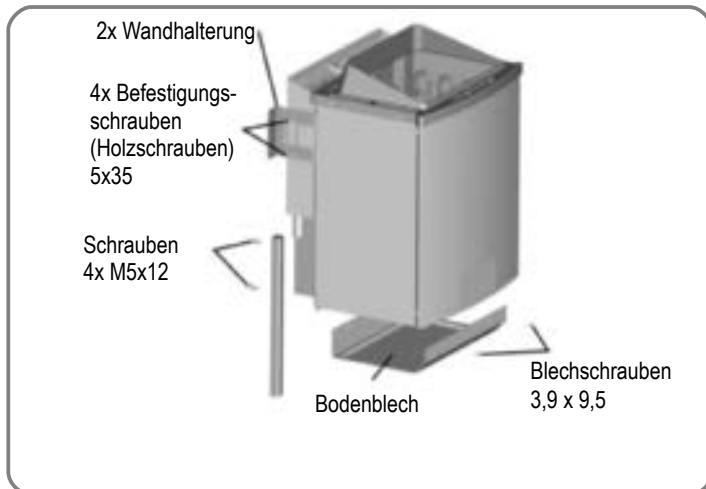 2x Wandhalterung
4x Befestigungs-
schrauben
(Holzschrauben)
5x35
Schrauben
4x M5x12
Bodenblech
Blechschrauben
3,9 x 9,5